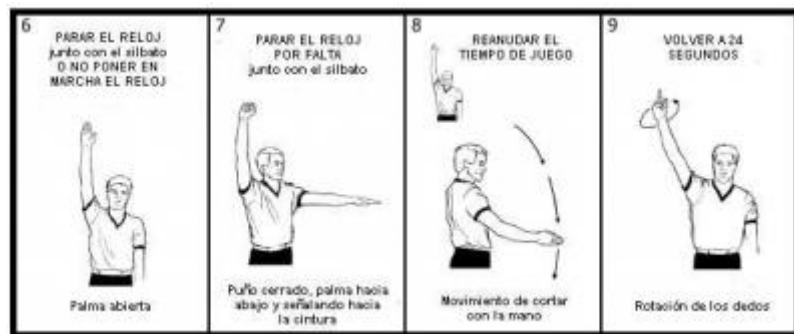 6
PARAR EL RELOJ
junto con el silbato
O NO PONER EN
MARCHA EL RELOJ
Palma abierta
7
PARAR EL RELOJ
POR FALTA
junto con el silbato
Puño cerrado, palma hacia
abajo y señalando hacia
la cintura
8
REANUDAR EL
TIEMPO DE JUEGO
Movimiento de cortar
con la mano
9
VOLVER A 24
SEGUNDOS
Rotación de los dedos